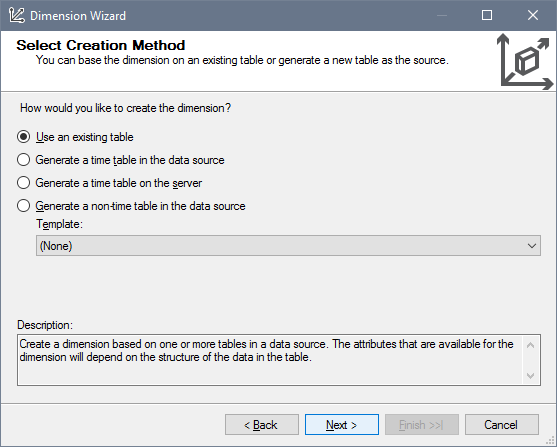 Dimension Wizard
Select Creation Method
You can base the dimension on an existing table or generate a new table as the source.
How would you like to create the dimension?
Use an existing table
Generate a time table in the data source
Generate a time table on the server
Generate a non-time table in the data source
Template:
(None)
Description:
Create a dimension based on one or more tables in a data source. The attributes that are available for the
dimension will depend on the structure of the data in the table.
< Back
Next >
Finish >>|
Cancel